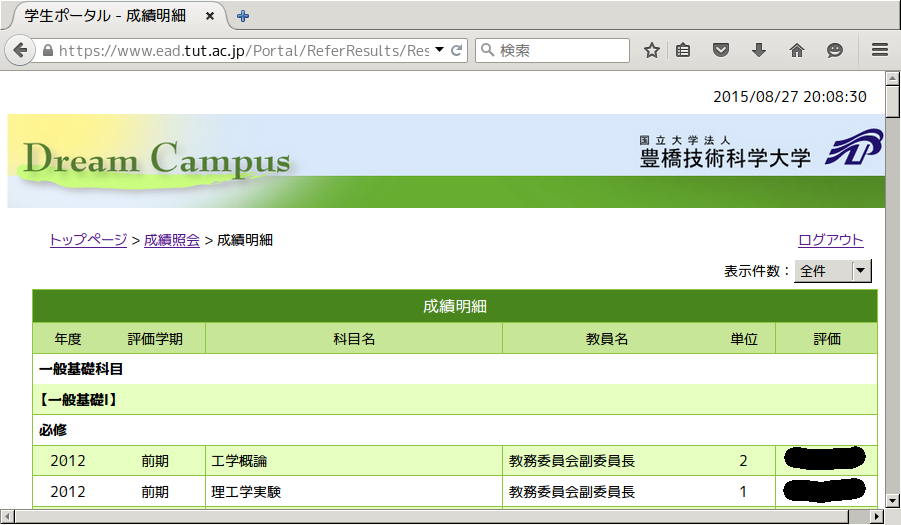 学生ポータル - 成績明細
https://www.ead.tut.ac.jp/Portal/ReferResults/Res
検索
2015/08/27 20:08:30
Dream Campus
国立大学法人
豊橋技術科学大学
トップページ > 成績照会 > 成績明細 ログアウト
表示件数： 全件
成績明細
年度 評価学期 科目名 教員名 単位 評価
一般基礎科目
【一般基礎I】
必修
2012 前期 工学概論 教務委員会副委員長 2
2012 前期 理工学実験 教務委員会副委員長 1